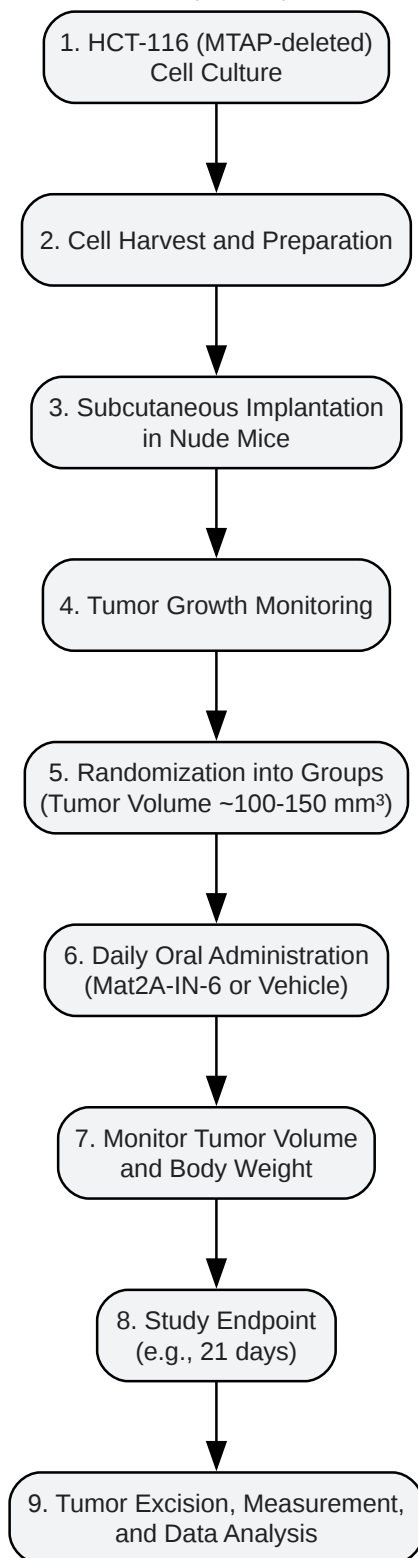 1. HCT-116 (MTAP-deleted)
Cell Culture
2. Cell Harvest and Preparation
3. Subcutaneous Implantation
in Nude Mice
4. Tumor Growth Monitoring
5. Randomization into Groups
(Tumor Volume ~100-150 mm³)
6. Daily Oral Administration
(Mat2A-IN-6 or Vehicle)
7. Monitor Tumor Volume
and Body Weight
8. Study Endpoint
(e.g., 21 days)
9. Tumor Excision, Measurement,
and Data Analysis